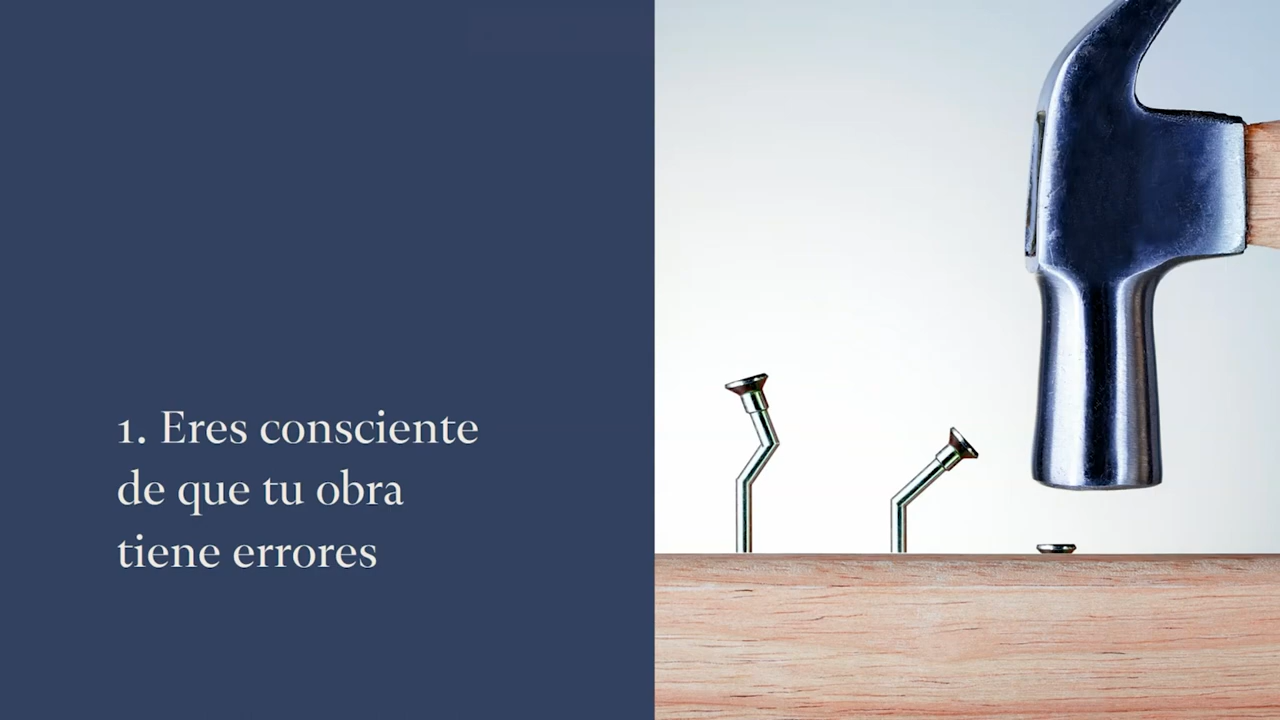 1. Eres consciente
de que tu obra
tiene errores